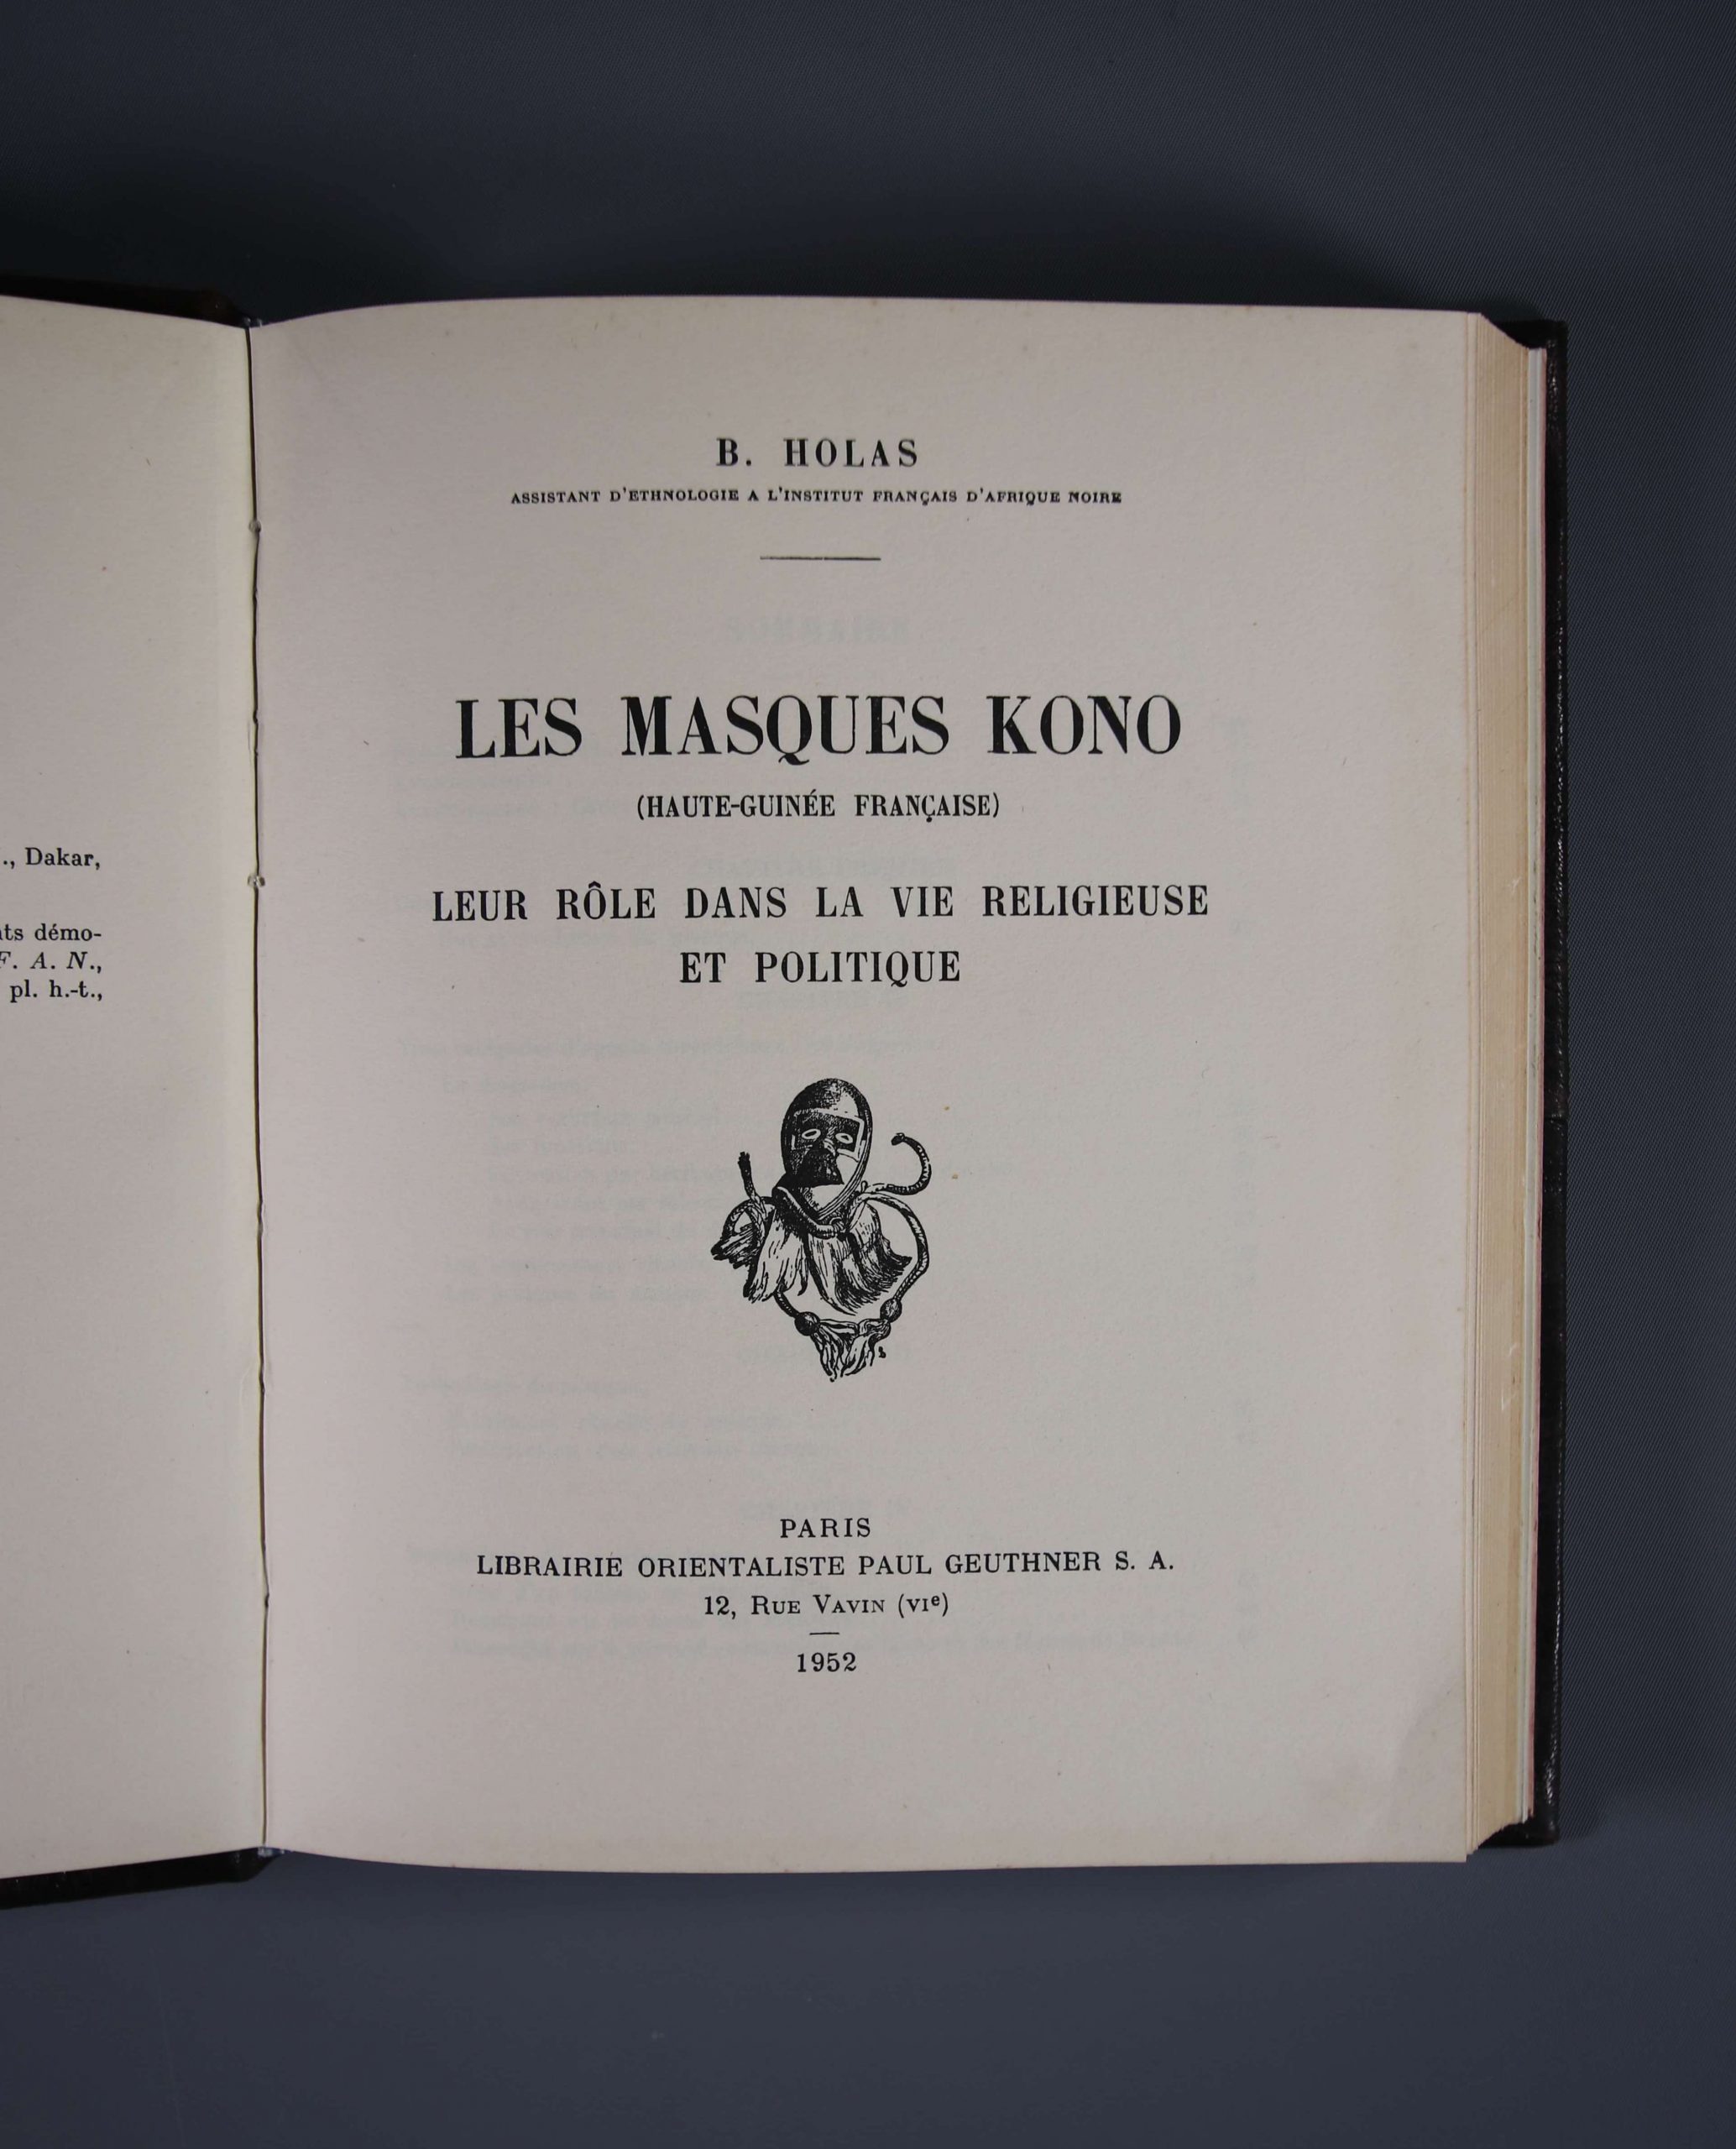 ., Dakar,
ts démo-
F. A. N.,
pl. h.-t.,
B. HOLAS
ASSISTANT D'ETHNOLOGIE A L'INSTITUT FRANÇAIS D'AFRIQUE NOIRE
LES MASQUES KONO
(HAUTE-GUINÉE FRANÇAISE)
LEUR RÔLE DANS LA VIE RELIGIEUSE
ET POLITIQUE
PARIS
LIBRAIRIE ORIENTALISTE PAUL GEUTHNER S. A.
12, RUE VAVIN (VIe)
1952